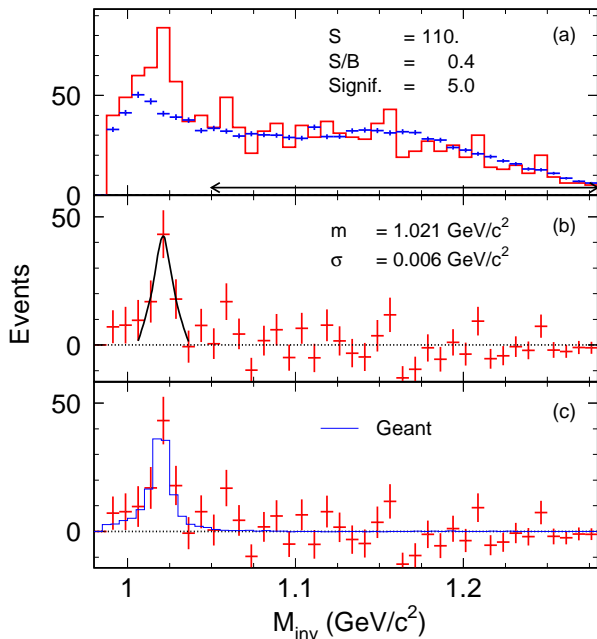 (a)
S = 110.
S/B = 0.4
Signif. = 5.0
50
0
(b)
m = 1.021 GeV/c²
σ = 0.006 GeV/c²
50
0
Events
(c)
Geant
50
0
1 1.1 1.2
M_inv (GeV/c²)